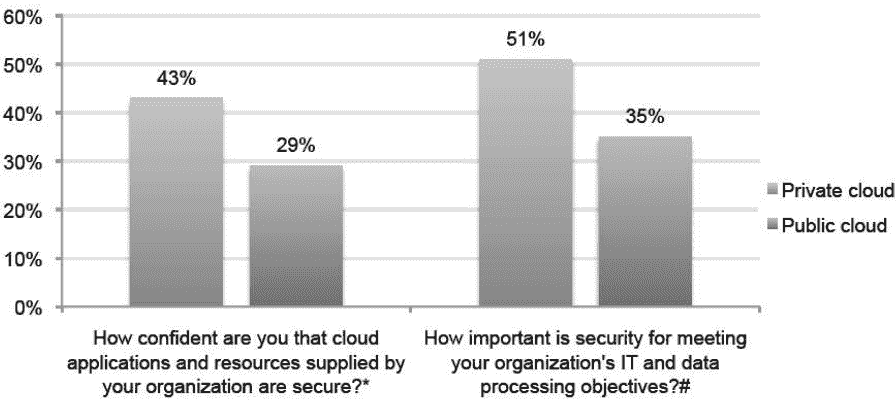 60%
50%
40%
30%
20%
10%
0%
43%
29%
51%
35%
Private cloud
Public cloud
How confident are you that cloud
applications and resources supplied by
your organization are secure?*
How important is security for meeting
your organization's IT and data
processing objectives?#